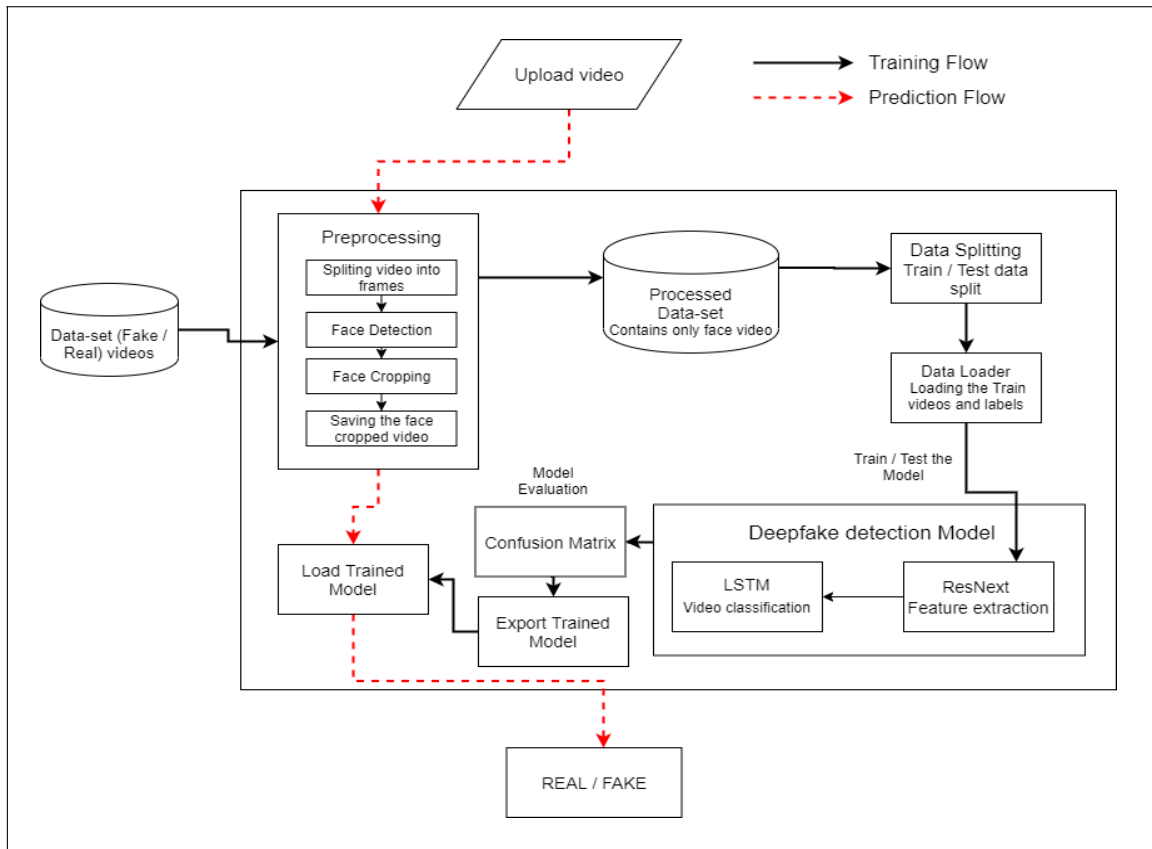 Upload video
Training Flow
Prediction Flow
Preprocessing
Spliting video into
frames
Face Detection
Face Cropping
Saving the face
cropped video
Data-set (Fake /
Real) videos
Processed
Data-set
Contains only face video
Data Splitting
Train / Test data
split
Data Loader
Loading the Train
videos and labels
Train / Test the
Model
Model
Evaluation
Confusion Matrix
Deepfake detection Model
LSTM
Video classification
ResNext
Feature extraction
Load Trained
Model
Export Trained
Model
REAL / FAKE